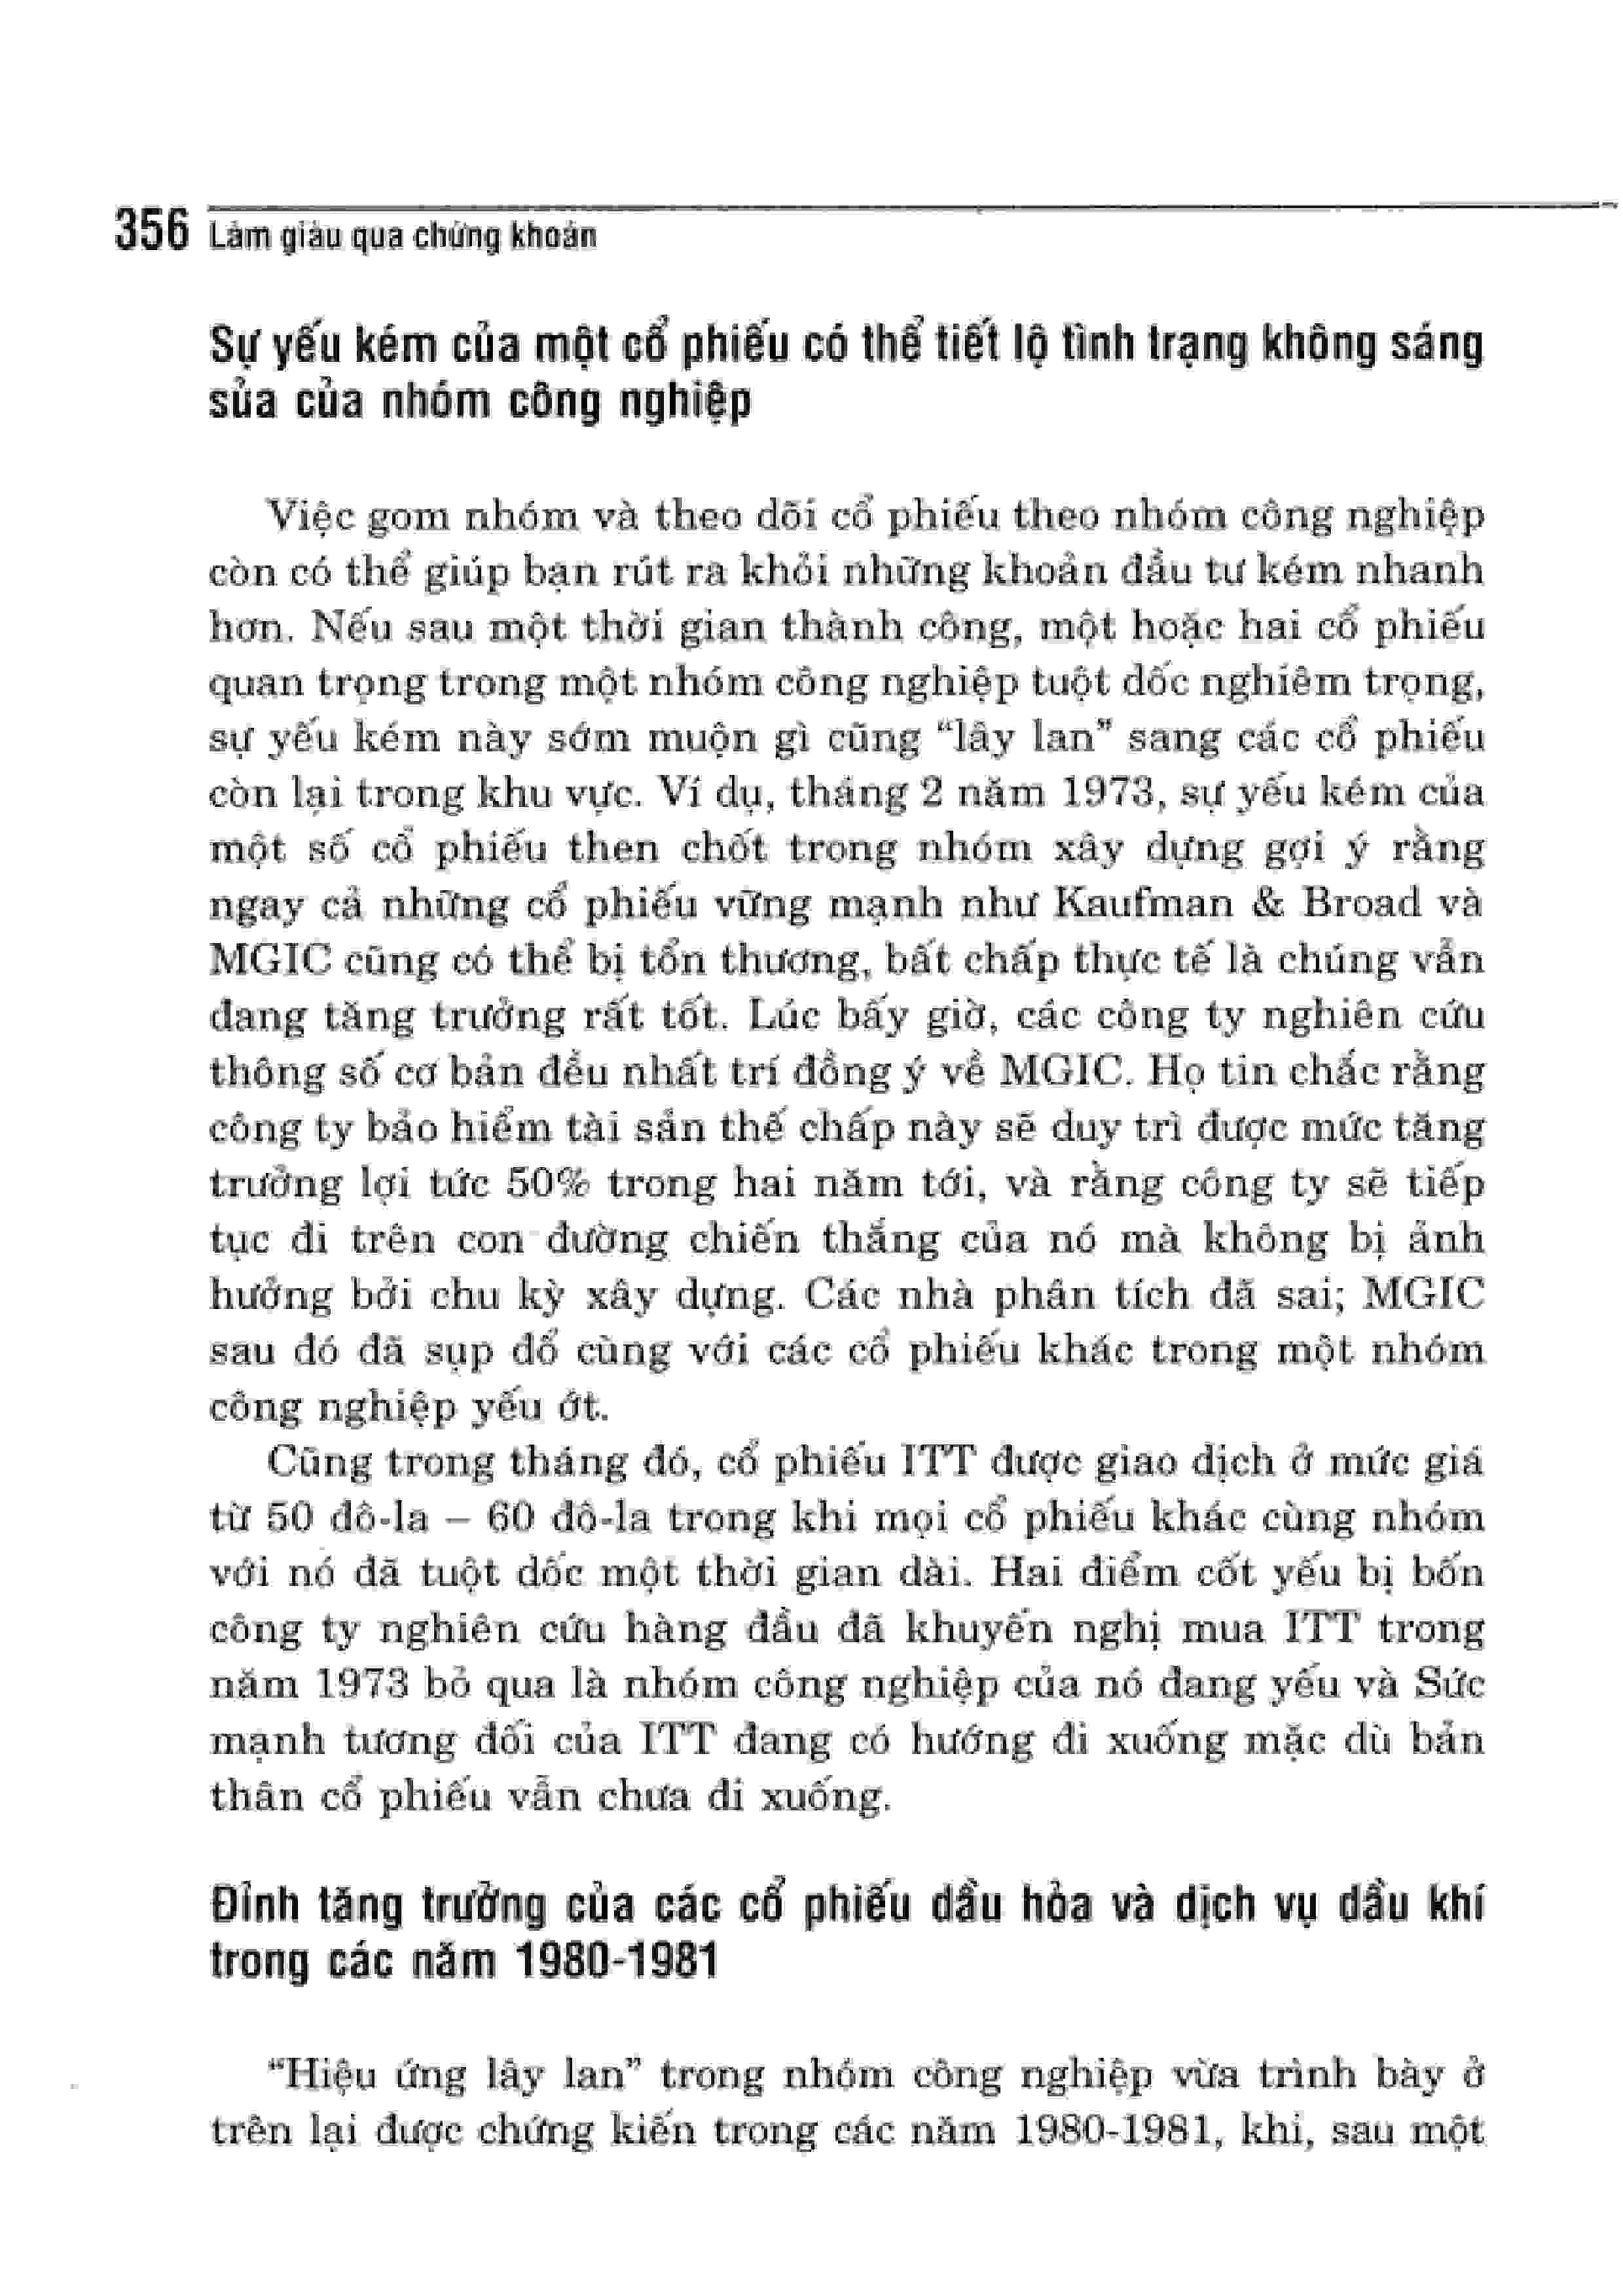 356 Làm giàu qua chứng khoán
Sự yếu kém của một cổ phiếu có thể tiết lộ tình trạng không sáng
sủa của nhóm công nghiệp
Việc gom nhóm và theo dõi cổ phiếu theo nhóm công nghiệp
còn có thể giúp bạn rút ra khỏi những khoản đầu tư kém nhanh
hơn. Nếu sau một thời gian thành công, một hoặc hai cổ phiếu
quan trọng trong một nhóm công nghiệp tuột dốc nghiêm trọng,
sự yếu kém này sớm muộn gì cũng “lây lan” sang các cổ phiếu
còn lại trong khu vực. Ví dụ, tháng 2 năm 1973, sự yếu kém của
một số cổ phiếu then chốt trong nhóm xây dựng gợi ý rằng
ngay cả những cổ phiếu vững mạnh như Kaufman & Broad và
MGIC cũng có thể bị tổn thương, bất chấp thực tế là chúng vẫn
đang tăng trưởng rất tốt. Lúc bấy giờ, các công ty nghiên cứu
thông số cơ bản đều nhất trí đồng ý về MGIC. Họ tin chắc rằng
công ty bảo hiểm tài sản thế chấp này sẽ duy trì được mức tăng
trưởng lợi tức 50% trong hai năm tới, và rằng công ty sẽ tiếp
tục đi trên con đường chiến thắng của nó mà không bị ảnh
hưởng bởi chu kỳ xây dựng. Các nhà phân tích đã sai; MGIC
sau đó đã sụp đổ cùng với các cổ phiếu khác trong một nhóm
công nghiệp yếu ớt.
Cũng trong tháng đó, cổ phiếu ITT được giao dịch ở mức giá
từ 50 đô-la – 60 đô-la trong khi mọi cổ phiếu khác cùng nhóm
với nó đã tuột dốc một thời gian dài. Hai điểm cốt yếu bị bốn
công ty nghiên cứu hàng đầu đã khuyến nghị mua ITT trong
năm 1973 bỏ qua là nhóm công nghiệp của nó đang yếu và Sức
mạnh tương đối của ITT đang có hướng đi xuống mặc dù bản
thân cổ phiếu vẫn chưa đi xuống.
Đỉnh tăng trưởng của các cổ phiếu dầu hỏa và dịch vụ dầu khí
trong các năm 1980-1981
“Hiệu ứng lây lan” trong nhóm công nghiệp vừa trình bày ở
trên lại được chứng kiến trong các năm 1980-1981, khi, sau một